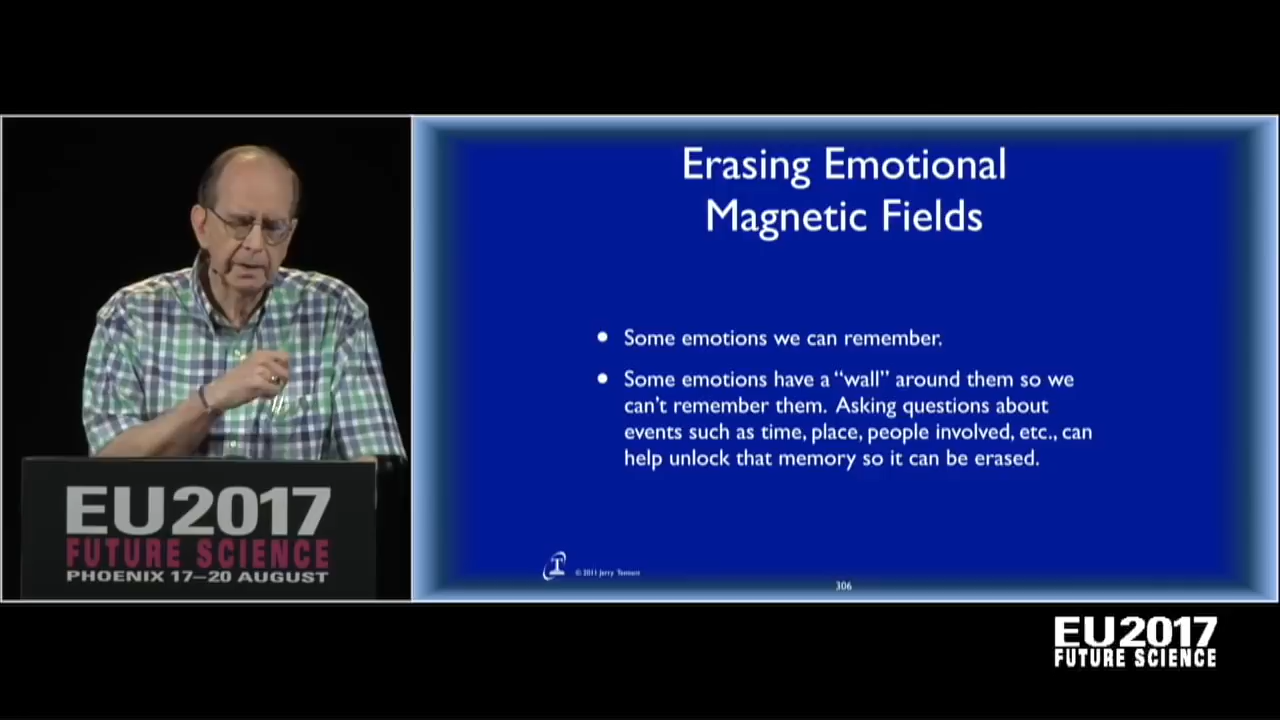 Erasing Emotional
Magnetic Fields
• Some emotions we can remember.
• Some emotions have a “wall” around them so we
can't remember them. Asking questions about
events such as time, place, people involved, etc., can
help unlock that memory so it can be erased.
T
© 2011 Jerry Tennant
306
EU2017
FUTURE SCIENCE
PHOENIX 17–20 AUGUST
EU2017
FUTURE SCIENCE